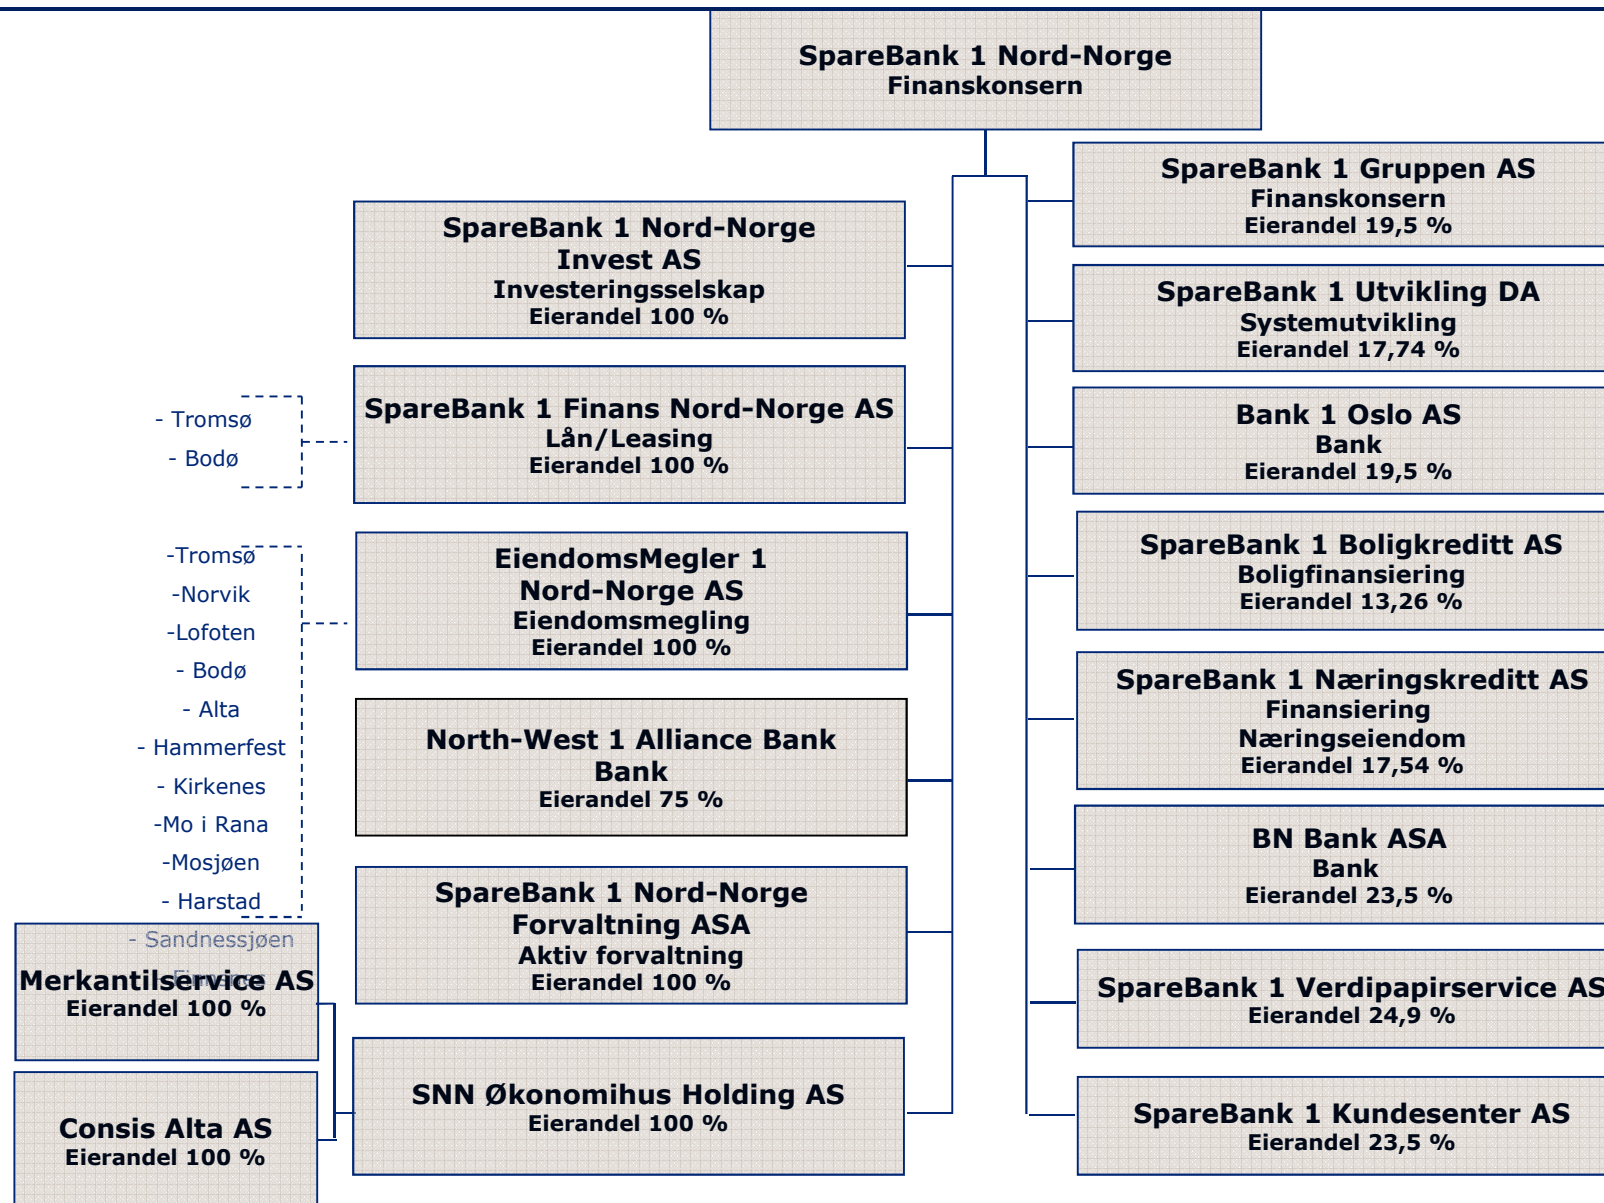 SpareBank 1 Nord-Norge
Finanskonsern
SpareBank 1 Nord-Norge
Invest AS
Investeringsselskap
Eierandel 100 %
SpareBank 1 Finans Nord-Norge AS
Lån/Leasing
Eierandel 100 %
- Tromsø
- Bodø
EiendomsMegler 1
Nord-Norge AS
Eiendomsmegling
Eierandel 100 %
-Tromsø
-Norvik
-Lofoten
- Bodø
- Alta
- Hammerfest
- Kirkenes
-Mo i Rana
-Mosjøen
- Harstad
- Sandnessjøen
North-West 1 Alliance Bank
Bank
Eierandel 75 %
SpareBank 1 Nord-Norge
Forvaltning ASA
Aktiv forvaltning
Eierandel 100 %
Merkantilservice AS
Eierandel 100 %
Consis Alta AS
Eierandel 100 %
SNN Økonomihus Holding AS
Eierandel 100 %
SpareBank 1 Gruppen AS
Finanskonsern
Eierandel 19,5 %
SpareBank 1 Utvikling DA
Systemutvikling
Eierandel 17,74 %
Bank 1 Oslo AS
Bank
Eierandel 19,5 %
SpareBank 1 Boligkreditt AS
Boligfinansiering
Eierandel 13,26 %
SpareBank 1 Næringskreditt AS
Finansiering
Næringseiendom
Eierandel 17,54 %
BN Bank ASA
Bank
Eierandel 23,5 %
SpareBank 1 Verdipapirservice AS
Eierandel 24,9 %
SpareBank 1 Kundesenter AS
Eierandel 23,5 %